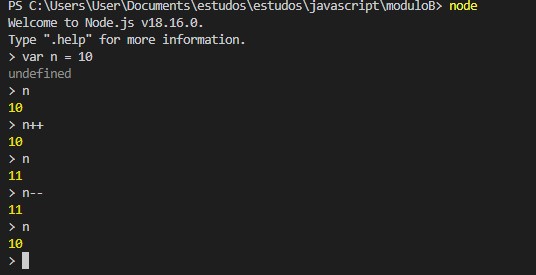 PS C:\Users\User\Documents\estudos\estudos\javascript\moduloB> node
Welcome to Node.js v18.16.0.
Type ".help" for more information.
> var n = 10
undefined
> n
10
> n++
10
> n
11
> n--
11
> n
10
>